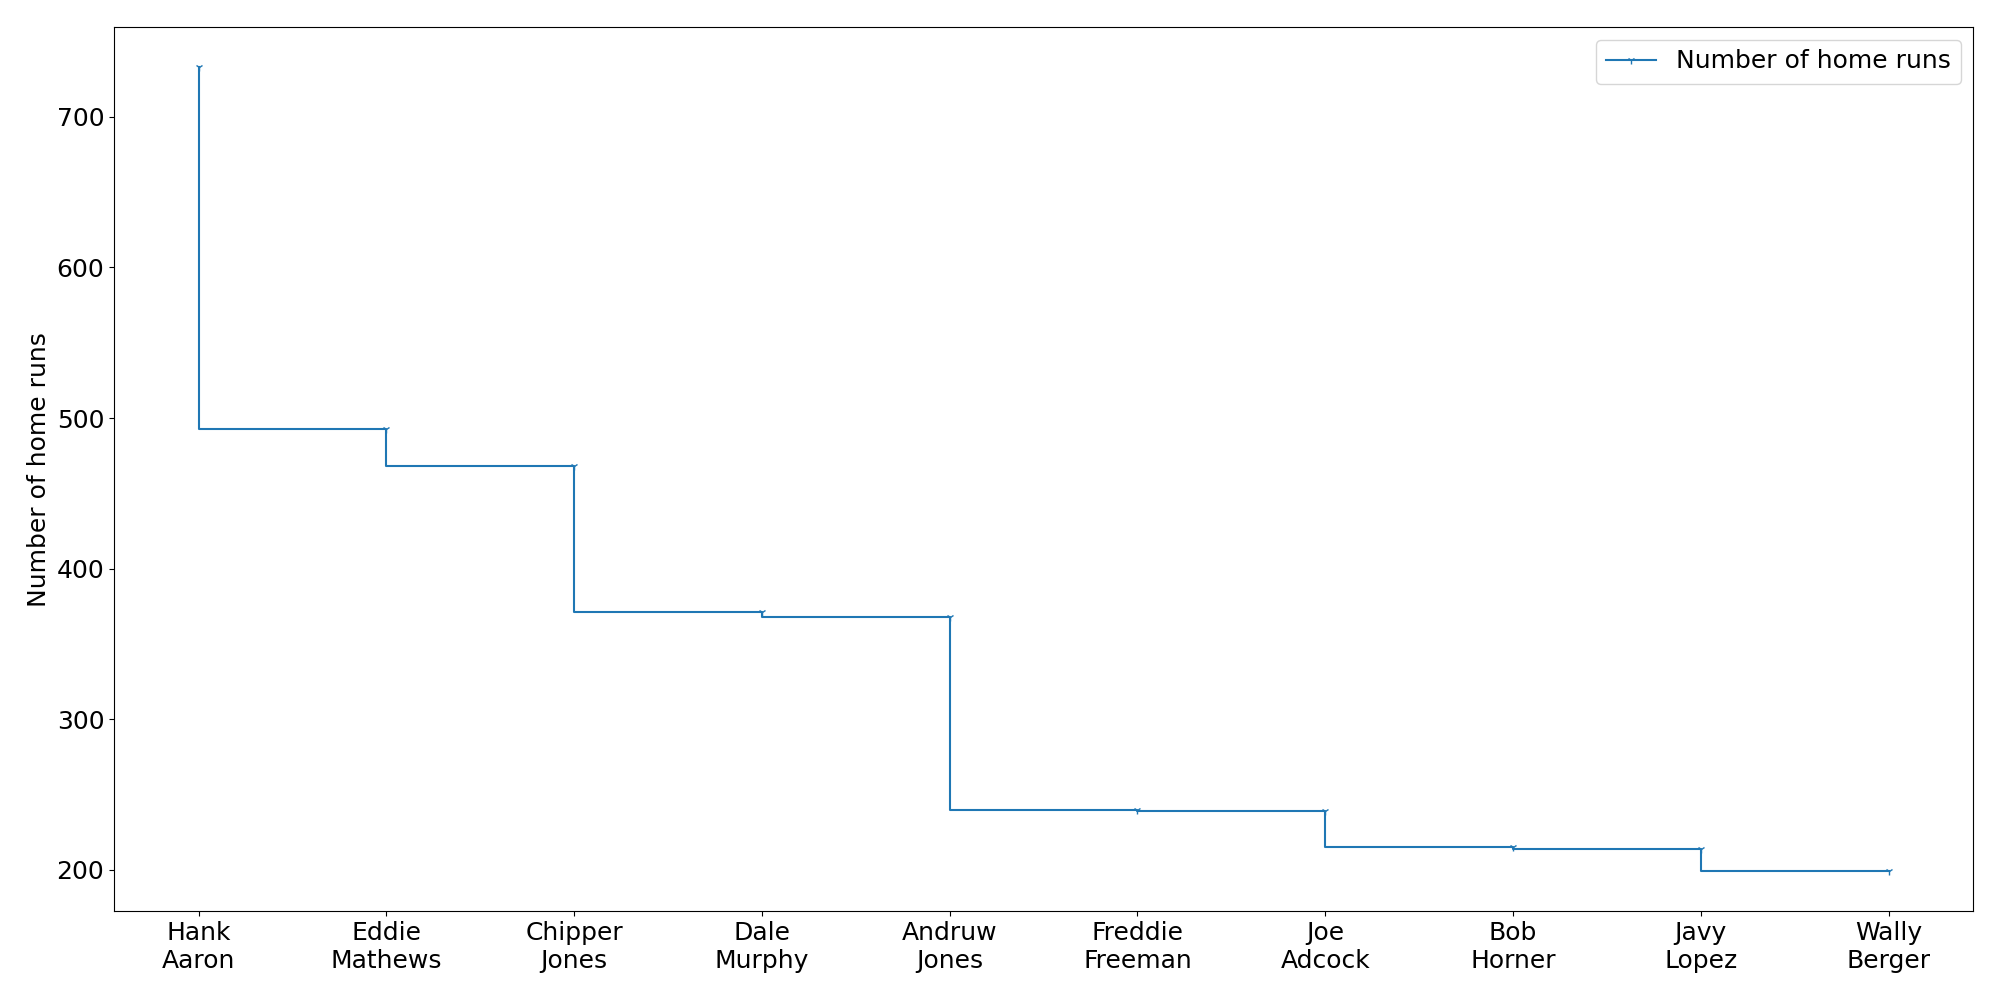 Number of home runs
700
600
500
400
300
200
Number of home runs
Hank
Aaron
Eddie
Mathews
Chipper
Jones
Dale
Murphy
Andruw
Jones
Freddie
Freeman
Joe
Adcock
Bob
Horner
Javy
Lopez
Wally
Berger